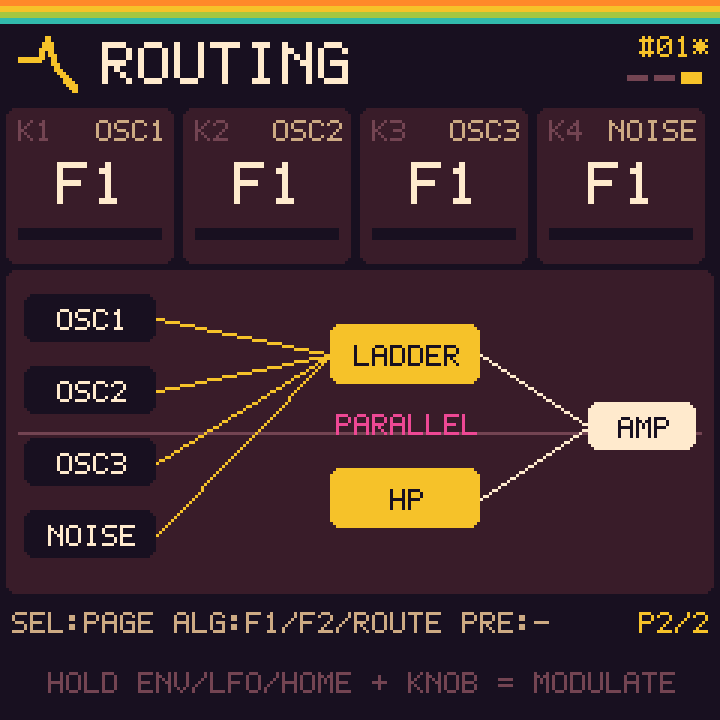 ROUTING #01*
K1 OSC1 K2 OSC2 K3 OSC3 K4 NOISE
F1 F1 F1 F1
OSC1
LADDER
OSC2
PARALLEL
AMP
OSC3
HP
NOISE
SEL:PAGE ALG:F1/F2/ROUTE PRE:- P2/2
HOLD ENV/LFO/HOME + KNOB = MODULATE